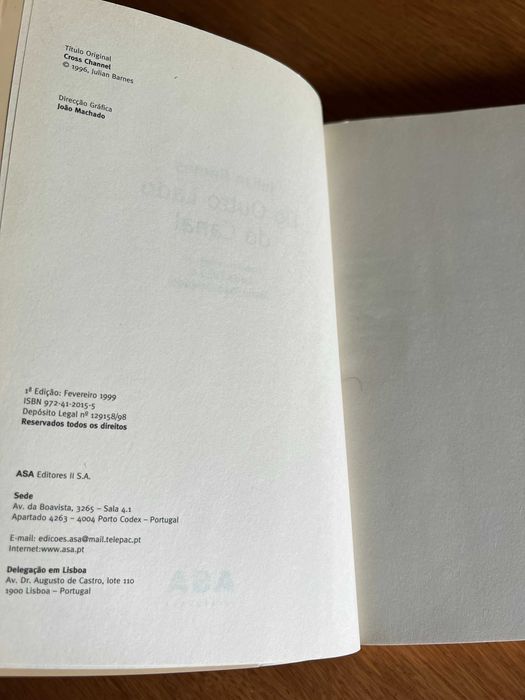 Título Original
Cross Channel
© 1996, Julian Barnes
Direcção Gráfica
João Machado
1ª Edição: Fevereiro 1999
ISBN 972-41-2015-5
Depósito Legal nº 129158/98
Reservados todos os direitos
ASA Editores II S.A.
Sede
Av. da Boavista, 3265 – Sala 4.1
Apartado 4263 – 4004 Porto Codex – Portugal
E-mail: edicoes.asa@mail.telepac.pt
Internet:www.asa.pt
Delegação em Lisboa
Av. Dr. Augusto de Castro, lote 110
1900 Lisboa – Portugal